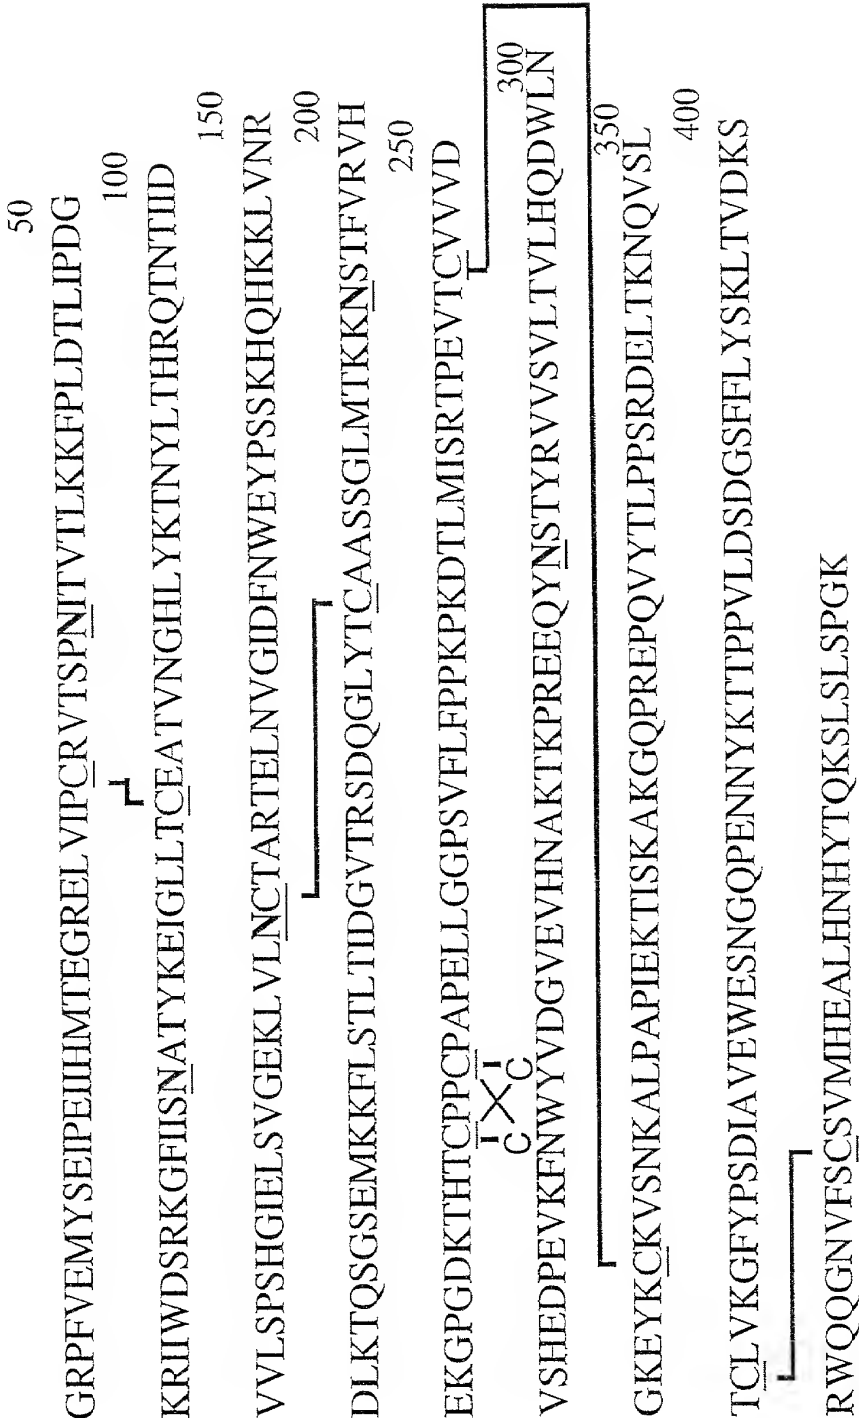 50
GRPFVEMYSEIPEIIHMTEGRELVIPCRVTSPNITVTLKKFPLDTLIPDG
100
KRIIWDSRKGFIISNATYKEIGLLTCEATVNGHLYKTNYLTHRQTNTIID
150
VVLSPSHGIELSVGEKLVLNCTARTELNVGIDFNWEYPSSKHQHKKLVNR
200
DLKTQSGSEMKKFLSTLTIDGVTRSDQGLYTCAASSGLMTKKNSTFVRVH
250
EKGPGDKTHTCPPCPAPELLGGPSVFLFPPKPKDTLMISRTPEVTCVVVD
C C
300
VSHEDPEVKFNWYVDGVEVHNAKTKPREEQYNSTYRVVSVLTVLHQDWLN
350
GKEYKCKVSNKALPAPIEKTISKAKGQPREPQVYTLPPSRDELTKNQVSL
400
TCLVKGFYPSDIAVEWESNGQPENNYKTTPPVLDSDGSFFLYSKLTVDKS
RWQQGNVFSCSVMHEALHNHYTQKSLSLSPGK